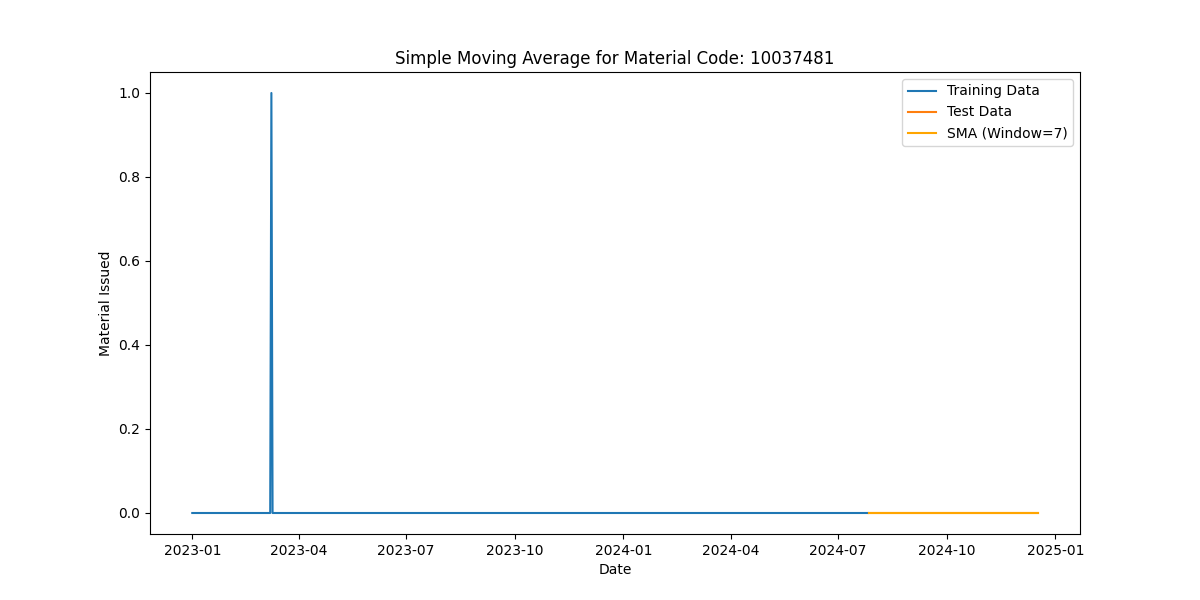 Simple Moving Average for Material Code: 10037481
Training Data
Test Data
SMA (Window=7)
Material Issued
1.0
0.8
0.6
0.4
0.2
0.0
2023-01 2023-04 2023-07 2023-10 2024-01 2024-04 2024-07 2024-10 2025-01
Date